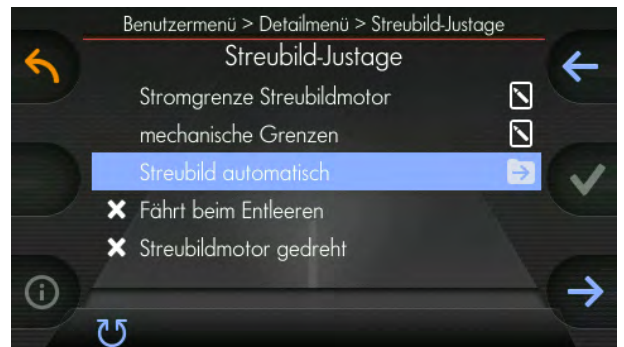 Benutzermenü > Detailmenü > Streubild-Justage
Streubild-Justage
Stromgrenze Streubildmotor
mechanische Grenzen
Streubild automatisch
Fährt beim Entleeren
Streubildmotor gedreht